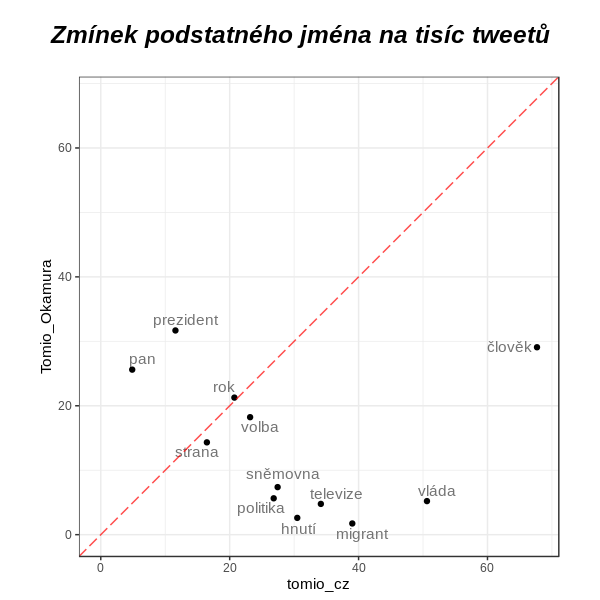 Zmínek podstatného jména na tisíc tweetů
60
40
20
0
Tomio_Okamura
prezident
člověk
pan
rok
volba
strana
sněmovna
vláda
televize
politika
hnutí
migrant
0
20
40
60
tomio_cz